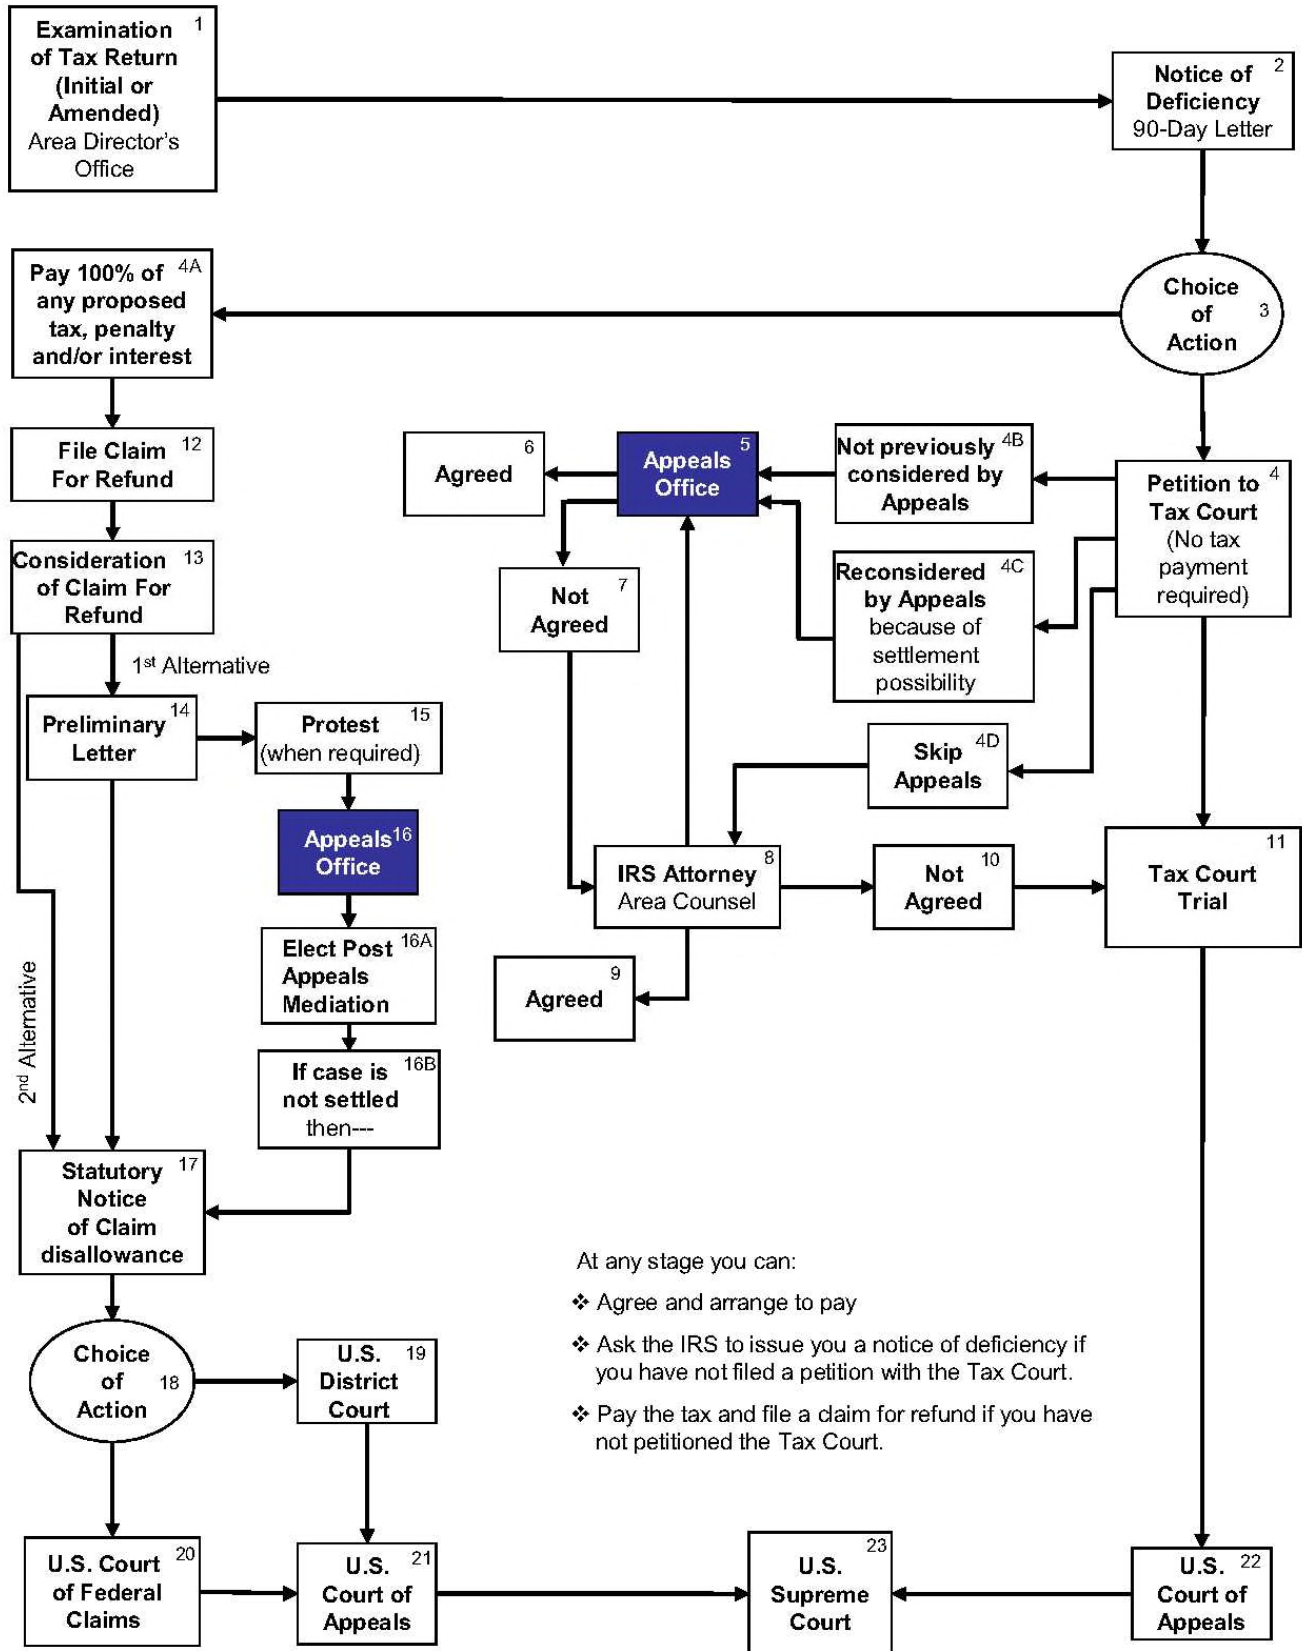 Examination 1
of Tax Return
(Initial or
Amended)
Area Director's
Office
Notice of 2
Deficiency
90-Day Letter
Choice
of 3
Action
Pay 100% of 4A
any proposed
tax, penalty
and/or interest
File Claim 12
For Refund
Consideration 13
of Claim For
Refund
1st Alternative
2nd Alternative
Agreed 6
Appeals 5
Office
Not previously 4B
considered by
Appeals
Petition to 4
Tax Court
(No tax
payment
required)
Not 7
Agreed
Reconsidered 4C
by Appeals
because of
settlement
possibility
Preliminary 14
Letter
Protest 15
(when required)
Skip 4D
Appeals
Appeals 16
Office
IRS Attorney 8
Area Counsel
Not 10
Agreed
Tax Court 11
Trial
Elect Post 16A
Appeals
Mediation
Agreed 9
If case is 16B
not settled
then---
Statutory 17
Notice
of Claim
disallowance
At any stage you can:
❖ Agree and arrange to pay
❖ Ask the IRS to issue you a notice of deficiency if
you have not filed a petition with the Tax Court.
❖ Pay the tax and file a claim for refund if you have
not petitioned the Tax Court.
Choice
of 18
Action
U.S. 19
District
Court
U.S. Court 20
of Federal
Claims
U.S. 21
Court of
Appeals
U.S. 23
Supreme
Court
U.S. 22
Court of
Appeals